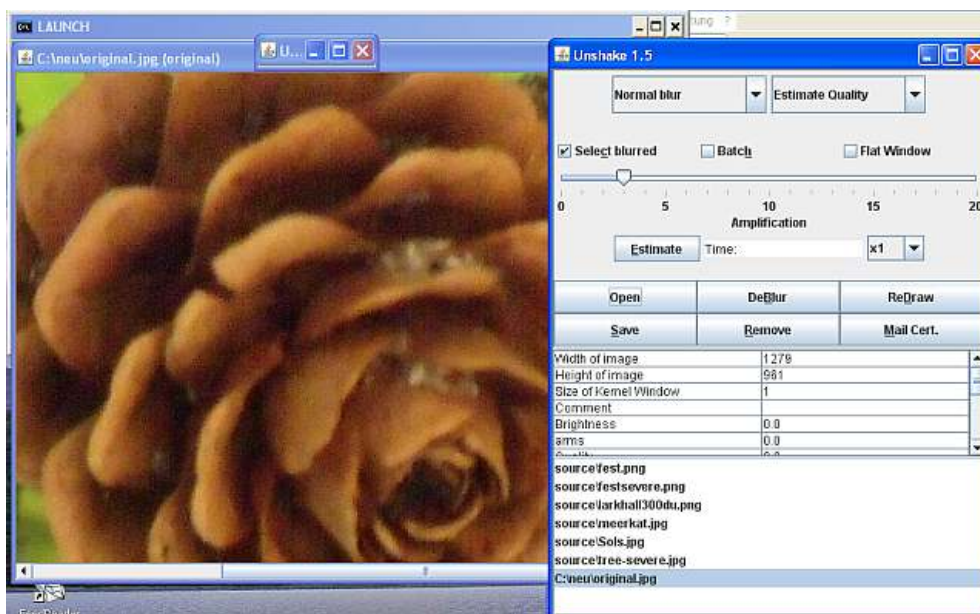 LAUNCH
tung ?
C:\neu\original.jpg (original)
U...
Unshake 1.5
Normal blur
Estimate Quality
Select blurred
Batch
Flat Window
0 5 10 15 20
Amplification
Estimate
Time:
x1
Open
DeBlur
ReDraw
Save
Remove
Mail Cert.
Width of image 1279
Height of image 981
Size of Kernel Window 1
Comment
Brightness 0.0
arms 0.0
source\fest.png
source\festsevere.png
source\larkhall300du.png
source\meerkat.jpg
source\Sols.jpg
source\tree-severe.jpg
C:\neu\original.jpg